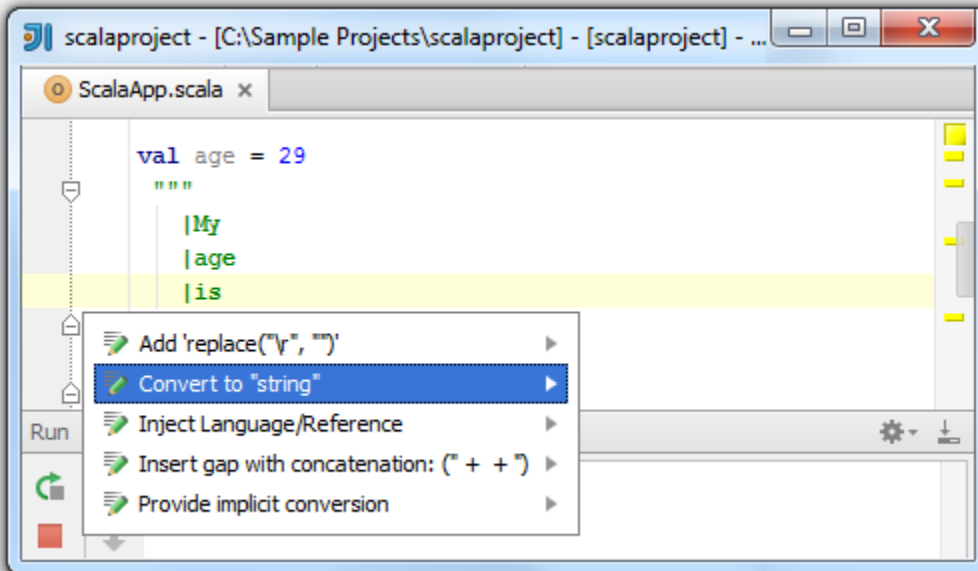 scalaproject - [C:\Sample Projects\scalaproject] - [scalaproject] - ...
ScalaApp.scala
val age = 29
"""
|My
|age
|is
Add 'replace("\r", "")'
Convert to "string"
Inject Language/Reference
Insert gap with concatenation: (" + + ")
Provide implicit conversion
Run